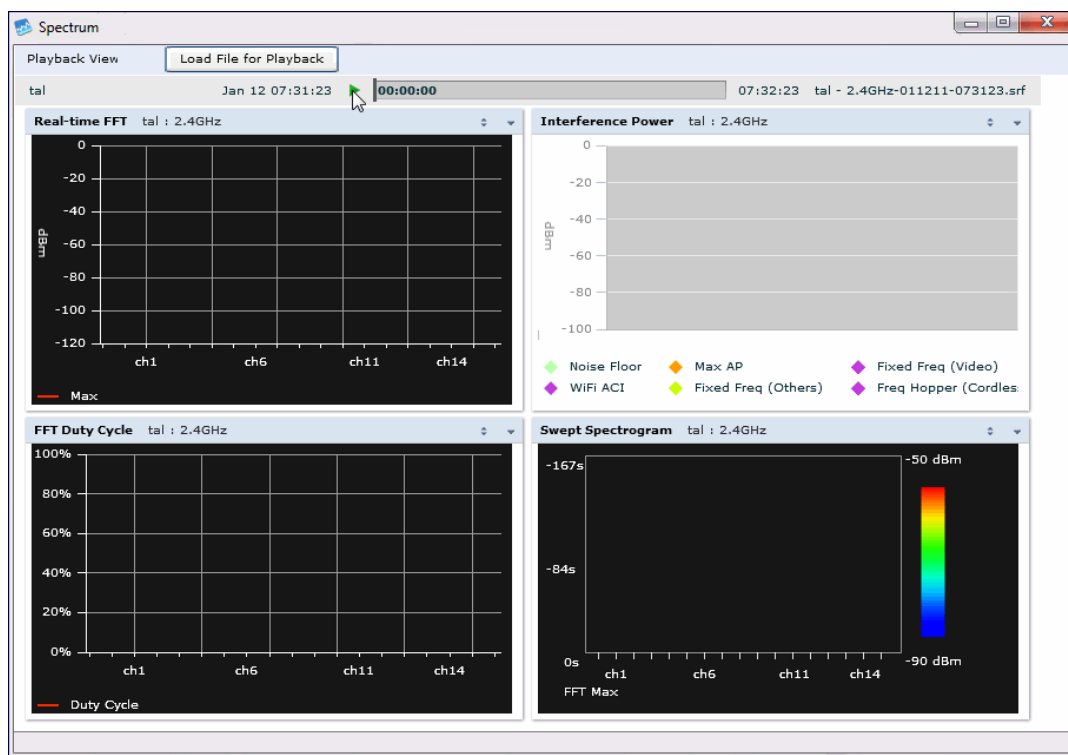 Spectrum
Playback View Load File for Playback
tal Jan 12 07:31:23 00:00:00 07:32:23 tal - 2.4GHz-011211-073123.srf
Real-time FFT tal : 2.4GHz
0
-20
-40
-60
-80
-100
-120
dBm
ch1 ch6 ch11 ch14
Max
Interference Power tal : 2.4GHz
0
-20
-40
-60
-80
-100
dBm
Noise Floor Max AP Fixed Freq (Video)
WiFi ACI Fixed Freq (Others) Freq Hopper (Cordles
FFT Duty Cycle tal : 2.4GHz
100%
80%
60%
40%
20%
0%
ch1 ch6 ch11 ch14
Duty Cycle
Swept Spectrogram tal : 2.4GHz
-167s
-84s
0s
ch1 ch6 ch11 ch14
FFT Max
-50 dBm
-90 dBm